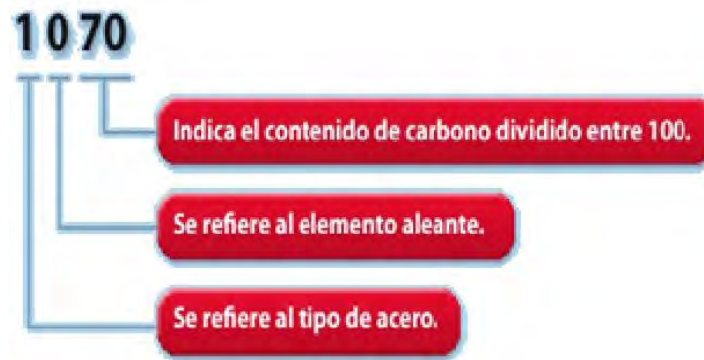 1070
Indica el contenido de carbono dividido entre 100.
Se refiere al elemento aleante.
Se refiere al tipo de acero.